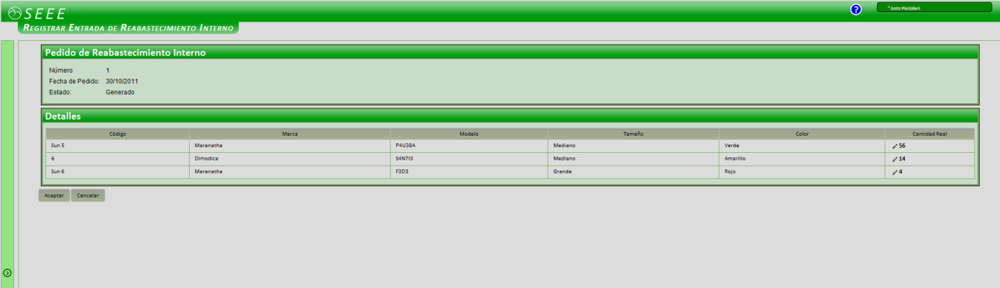 SEEE
?
Anto Pisciolari
REGISTRAR ENTRADA DE REABASTECIMIENTO INTERNO
Pedido de Reabastecimiento Interno
Número 1
Fecha de Pedido: 30/10/2011
Estado: Generado
Detalles
Código Marca Modelo Tamaño Color Cantidad Real
Sun 5 Maranatha P4U38A Mediano Verde 56
6 Dimodica S4N7I3 Mediano Amarillo 14
Sun 6 Maranatha F3D3 Grande Rojo 4
Aceptar Cancelar